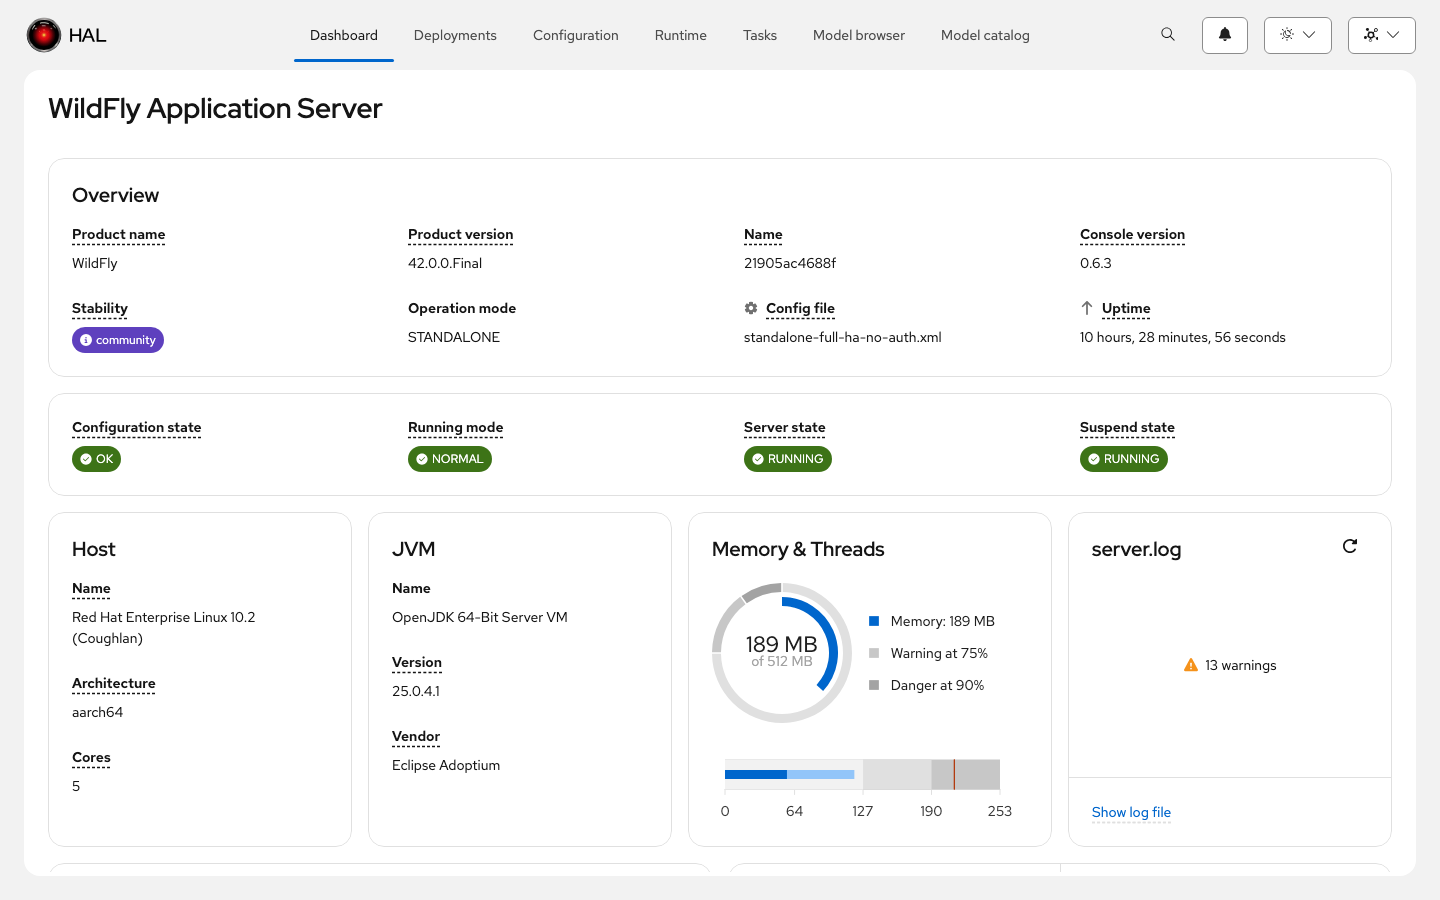 HAL
Dashboard
Deployments
Configuration
Runtime
Tasks
Model browser
Model catalog
WildFly Application Server
Overview
Product name
WildFly
Product version
42.0.0.Final
Name
21905ac4688f
Console version
0.6.3
Stability
community
Operation mode
STANDALONE
Config file
standalone-full-ha-no-auth.xml
Uptime
10 hours, 28 minutes, 56 seconds
Configuration state
OK
Running mode
NORMAL
Server state
RUNNING
Suspend state
RUNNING
Host
Name
Red Hat Enterprise Linux 10.2
(Coughlan)
Architecture
aarch64
Cores
5
JVM
Name
OpenJDK 64-Bit Server VM
Version
25.0.4.1
Vendor
Eclipse Adoptium
Memory & Threads
189 MB
of 512 MB
Memory: 189 MB
Warning at 75%
Danger at 90%
0 64 127 190 253
server.log
13 warnings
Show log file